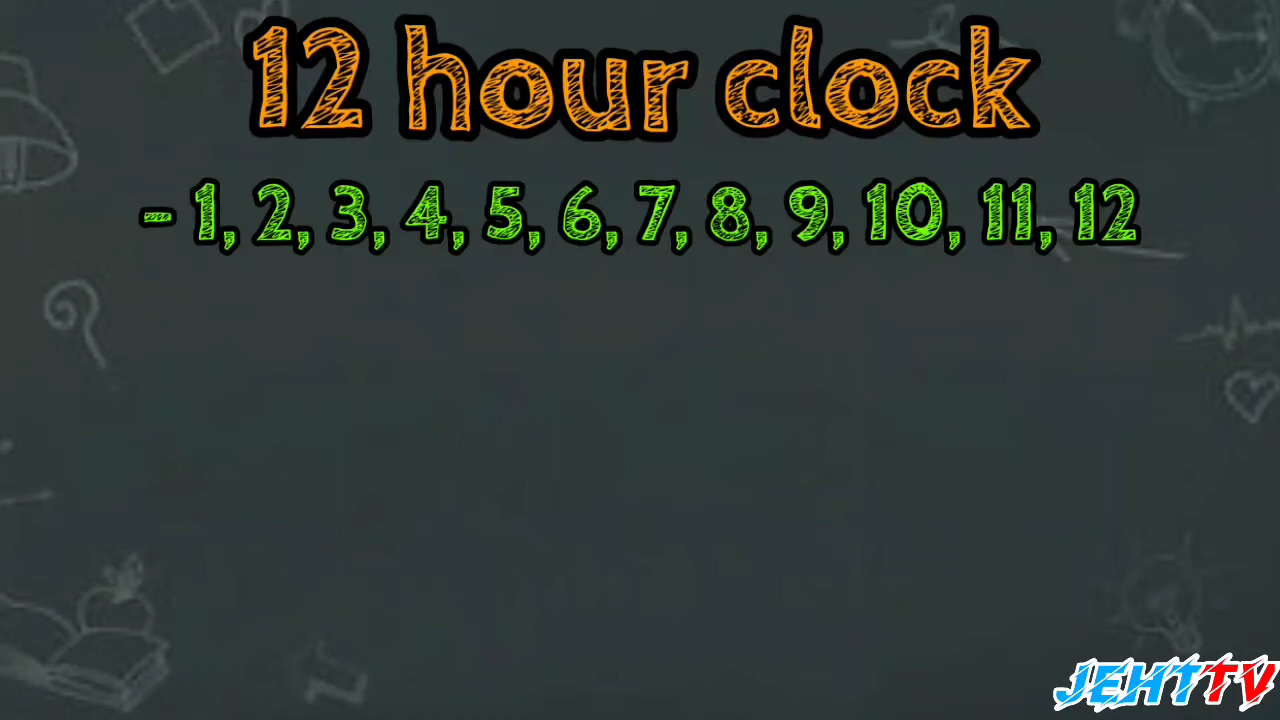 12 hour clock
- 1, 2, 3, 4, 5, 6, 7, 8, 9, 10, 11, 12
JEHTTV